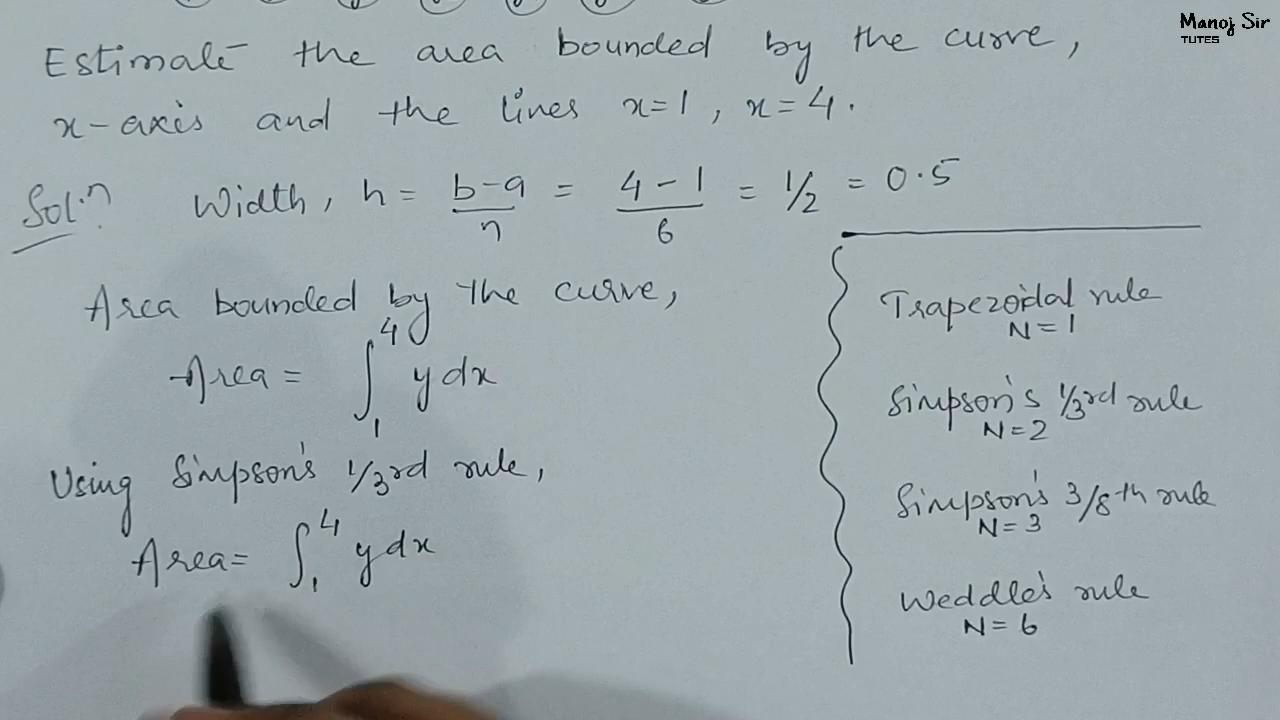 Manoj Sir
TUTES
Estimate the area bounded by the curve,
x-axis and the lines x=1, x=4.
Sol.n Width, h = b-a/n = 4-1/6 = 1/2 = 0.5
Area bounded by the curve,
Area = ∫₁⁴ y dx
Using Simpson's 1/3rd rule,
Area = ∫₁⁴ y dx
Trapezoidal rule
N=1
Simpson's 1/3rd rule
N=2
Simpson's 3/8th rule
N=3
Weddle's rule
N=6